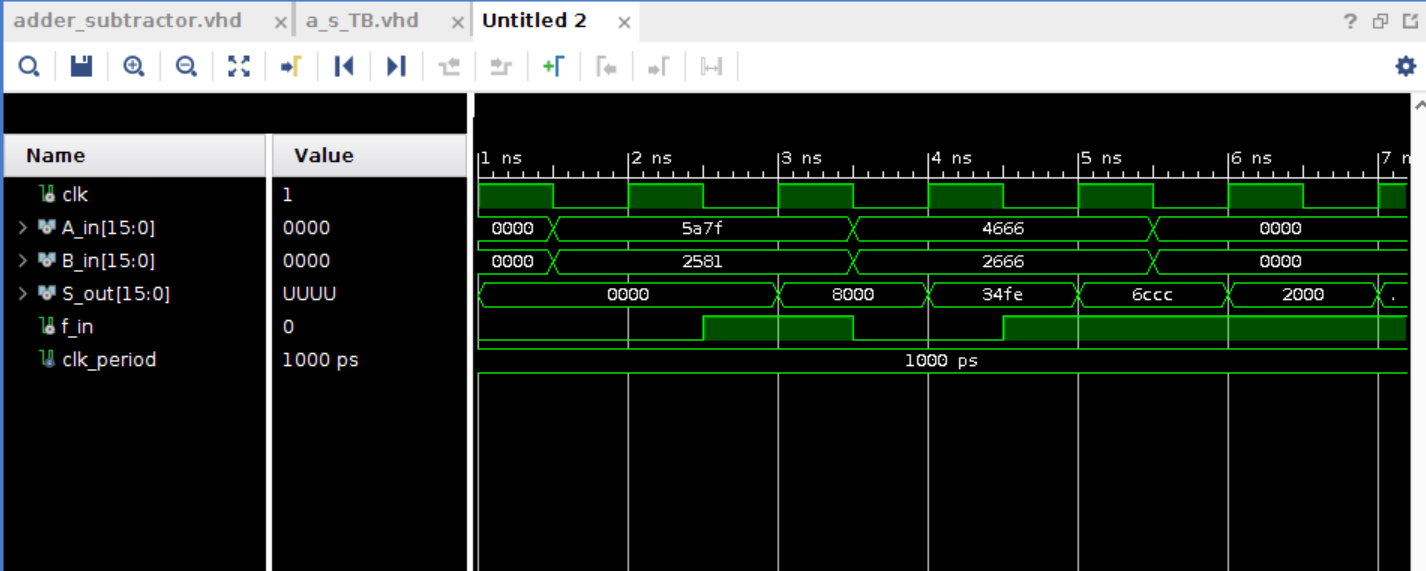 adder_subtractor.vhd × a_s_TB.vhd × Untitled 2 × ?
Name Value 1 ns 2 ns 3 ns 4 ns 5 ns 6 ns 7 n
clk 1
A_in[15:0] 0000 0000 5a7f 4666 0000
B_in[15:0] 0000 0000 2581 2666 0000
S_out[15:0] UUUU 0000 8000 34fe 6ccc 2000 .
f_in 0
clk_period 1000 ps 1000 ps